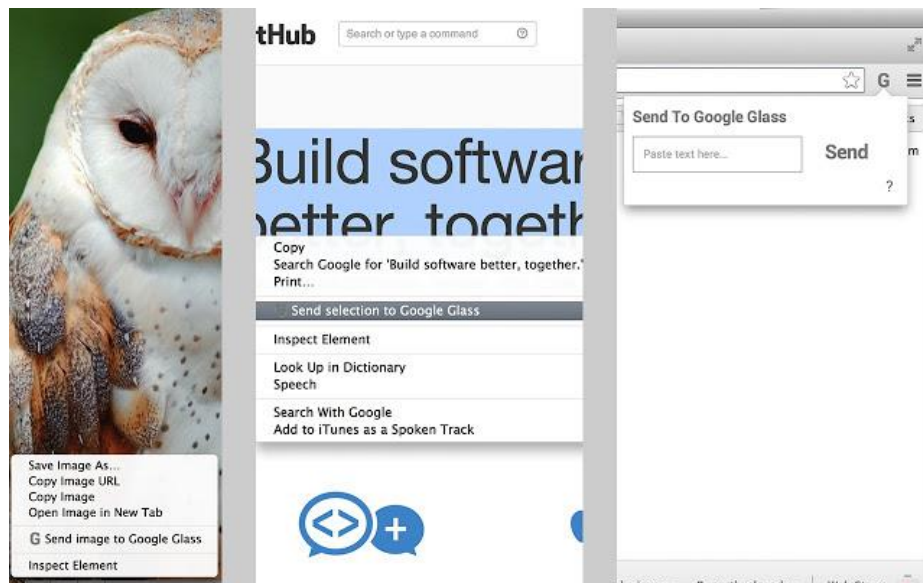 Save Image As...
Copy Image URL
Copy Image
Open Image in New Tab
G Send image to Google Glass
Inspect Element
tHub
Search or type a command
?
Build softwar
better, togeth
Copy
Search Google for 'Build software better, together.'
Print...
Send selection to Google Glass
Inspect Element
Look Up in Dictionary
Speech
Search With Google
Add to iTunes as a Spoken Track
G
Send To Google Glass
Paste text here...
Send
?
s
m